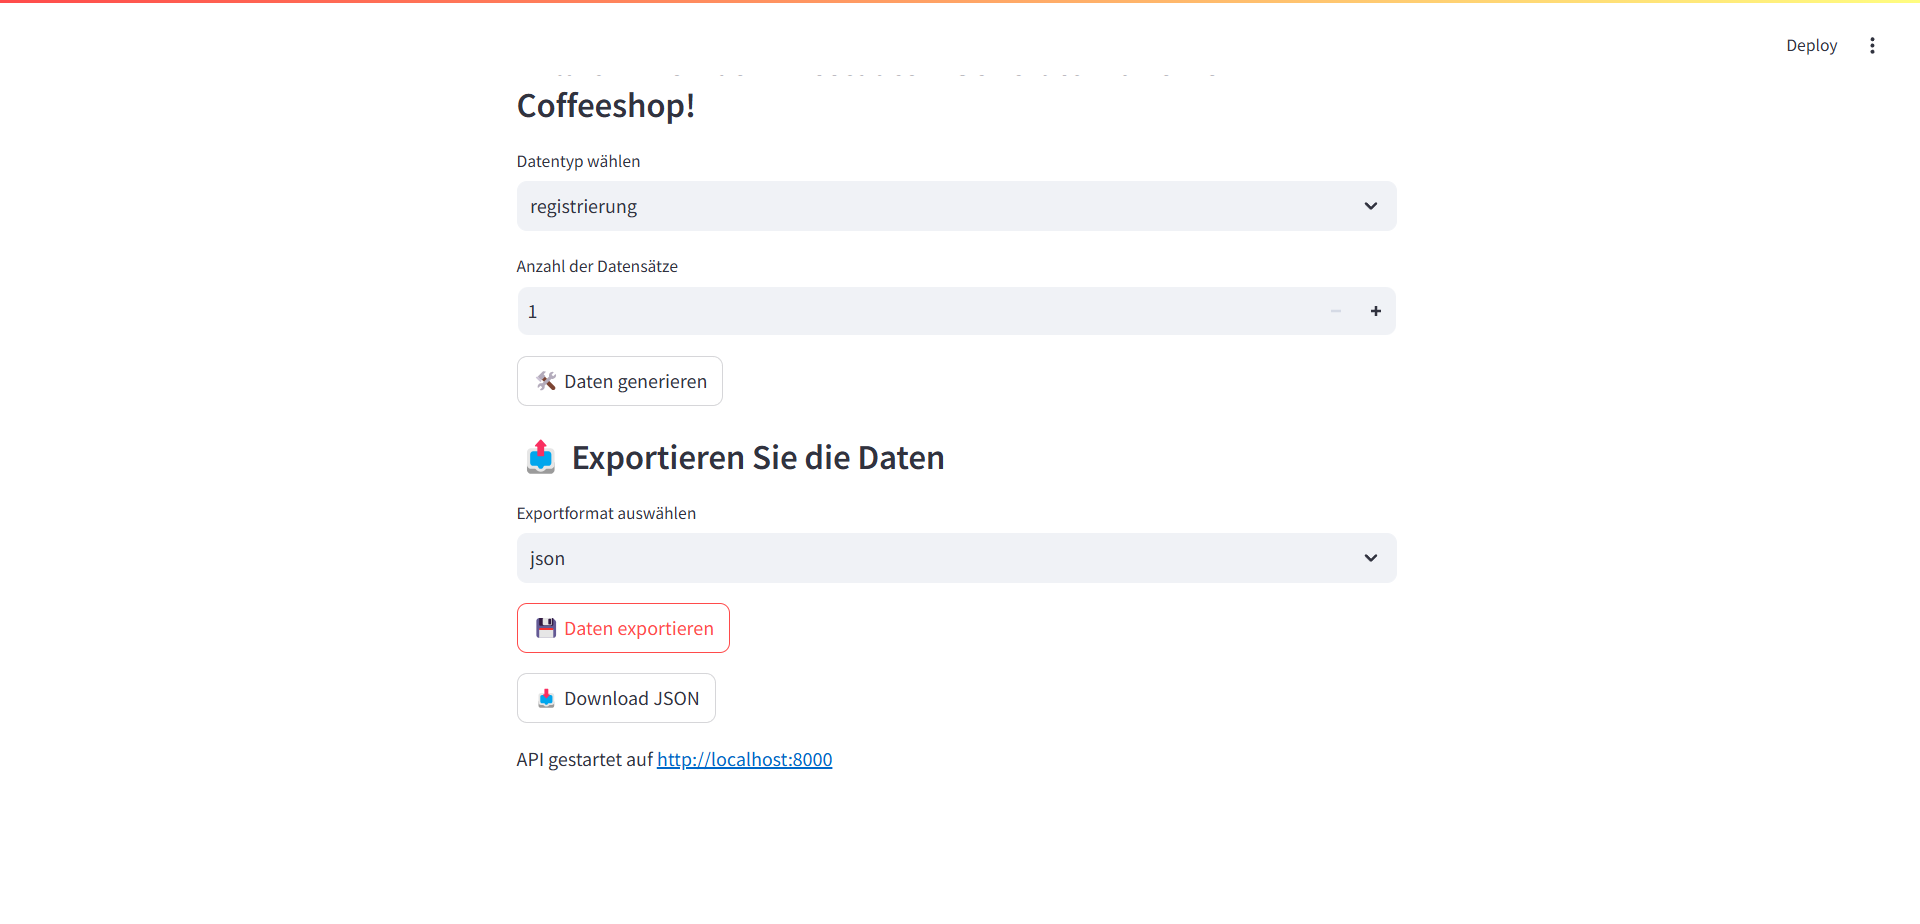 Deploy
Coffeeshop!
Datentyp wählen
registrierung
Anzahl der Datensätze
1
Daten generieren
Exportieren Sie die Daten
Exportformat auswählen
json
Daten exportieren
Download JSON
API gestartet auf http://localhost:8000